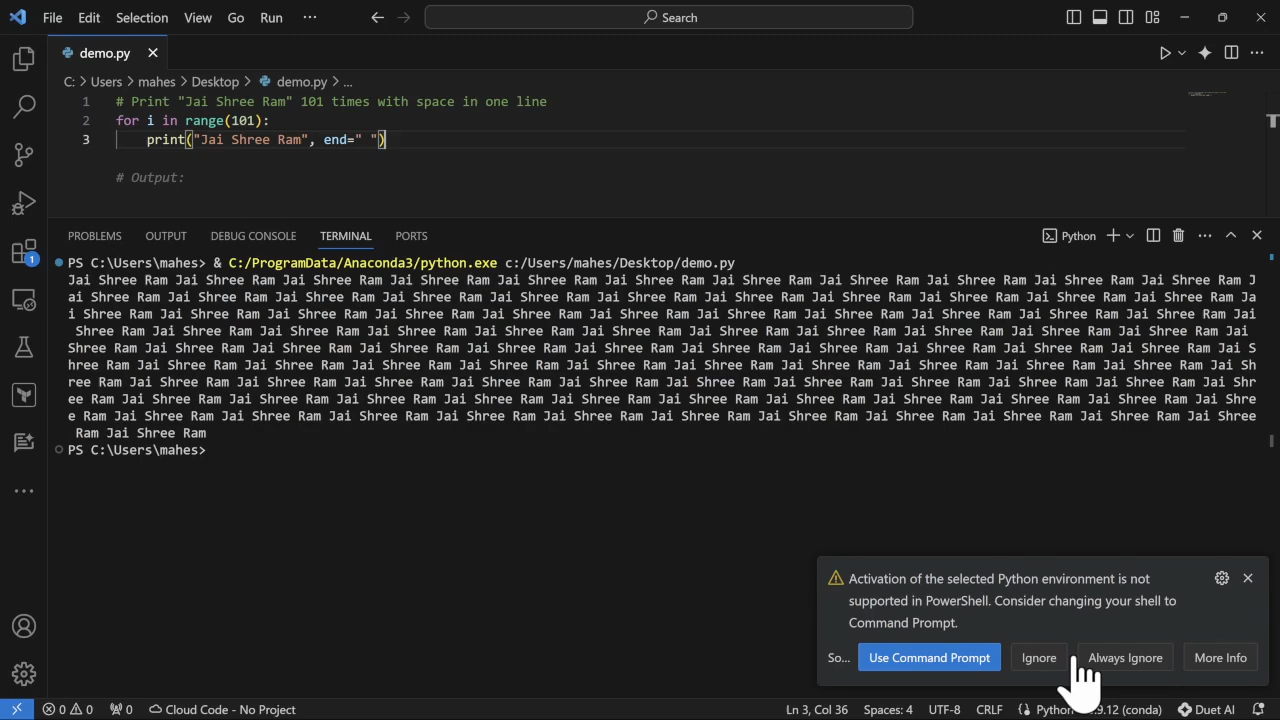 File Edit Selection View Go Run ··· Search
demo.py
C: > Users > mahes > Desktop > demo.py > ...
1 # Print "Jai Shree Ram" 101 times with space in one line
2 for i in range(101):
3 print("Jai Shree Ram", end=" ")
# Output:
PROBLEMS OUTPUT DEBUG CONSOLE TERMINAL PORTS Python
PS C:\Users\mahes> & C:/ProgramData/Anaconda3/python.exe c:/Users/mahes/Desktop/demo.py
Jai Shree Ram Jai Shree Ram Jai Shree Ram Jai Shree Ram Jai Shree Ram Jai Shree Ram Jai Shree Ram Jai Shree Ram Jai Shree Ram Jai Shree Ram Jai Shree Ram J
ai Shree Ram Jai Shree Ram Jai Shree Ram Jai Shree Ram Jai Shree Ram Jai Shree Ram Jai Shree Ram Jai Shree Ram Jai Shree Ram Jai Shree Ram Jai Shree Ram Ja
i Shree Ram Jai Shree Ram Jai Shree Ram Jai Shree Ram Jai Shree Ram Jai Shree Ram Jai Shree Ram Jai Shree Ram Jai Shree Ram Jai Shree Ram Jai Shree Ram Jai
Shree Ram Jai Shree Ram Jai Shree Ram Jai Shree Ram Jai Shree Ram Jai Shree Ram Jai Shree Ram Jai Shree Ram Jai Shree Ram Jai Shree Ram Jai Shree Ram Jai
Shree Ram Jai Shree Ram Jai Shree Ram Jai Shree Ram Jai Shree Ram Jai Shree Ram Jai Shree Ram Jai Shree Ram Jai Shree Ram Jai Shree Ram Jai Shree Ram Jai S
hree Ram Jai Shree Ram Jai Shree Ram Jai Shree Ram Jai Shree Ram Jai Shree Ram Jai Shree Ram Jai Shree Ram Jai Shree Ram Jai Shree Ram Jai Shree Ram Jai Sh
ree Ram Jai Shree Ram Jai Shree Ram Jai Shree Ram Jai Shree Ram Jai Shree Ram Jai Shree Ram Jai Shree Ram Jai Shree Ram Jai Shree Ram Jai Shree Ram Jai Shr
ee Ram Jai Shree Ram Jai Shree Ram Jai Shree Ram Jai Shree Ram Jai Shree Ram Jai Shree Ram Jai Shree Ram Jai Shree Ram Jai Shree Ram Jai Shree Ram Jai Shre
e Ram Jai Shree Ram Jai Shree Ram Jai Shree Ram Jai Shree Ram Jai Shree Ram Jai Shree Ram Jai Shree Ram Jai Shree Ram Jai Shree Ram Jai Shree Ram Jai Shree
Ram Jai Shree Ram
PS C:\Users\mahes>
1
Activation of the selected Python environment is not
supported in PowerShell. Consider changing your shell to
Command Prompt.
So... Use Command Prompt Ignore Always Ignore More Info
0 0 0 Cloud Code - No Project Ln 3, Col 36 Spaces: 4 UTF-8 CRLF Python .9.12 (conda) Duet AI